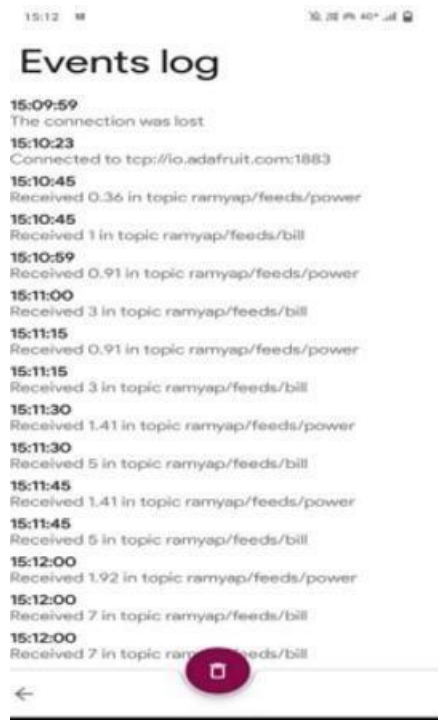 15:12
Events log
15:09:59
The connection was lost
15:10:23
Connected to tcp://io.adafruit.com:1883
15:10:45
Received 0.36 in topic ramyap/feeds/power
15:10:45
Received 1 in topic ramyap/feeds/bill
15:10:59
Received 0.91 in topic ramyap/feeds/power
15:11:00
Received 3 in topic ramyap/feeds/bill
15:11:15
Received 0.91 in topic ramyap/feeds/power
15:11:15
Received 3 in topic ramyap/feeds/bill
15:11:30
Received 1.41 in topic ramyap/feeds/power
15:11:30
Received 5 in topic ramyap/feeds/bill
15:11:45
Received 1.41 in topic ramyap/feeds/power
15:11:45
Received 5 in topic ramyap/feeds/bill
15:12:00
Received 1.92 in topic ramyap/feeds/power
15:12:00
Received 7 in topic ramyap/feeds/bill
15:12:00
Received 7 in topic eeds/bill